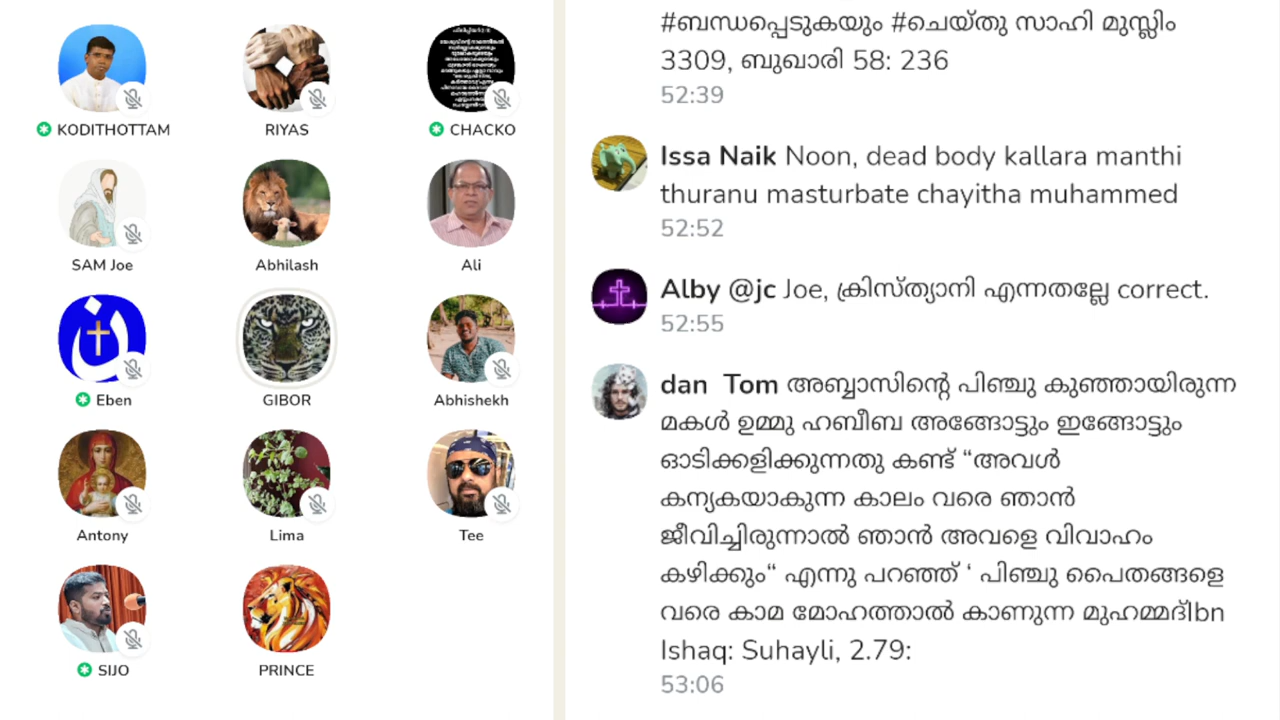 KODITHOTTAM
RIYAS
CHACKO
SAM Joe
Abhilash
Ali
Eben
GIBOR
Abhishekh
Antony
Lima
Tee
SIJO
PRINCE
#ബന്ധപ്പെടുകയും #ചെയ്തു സാഹി മുസ്ലിം
3309, ബുഖാരി 58: 236
52:39
Issa Naik Noon, dead body kallara manthi
thuranu masturbate chayitha muhammed
52:52
Alby @jc Joe, ക്രിസ്ത്യാനി എന്നതല്ലേ correct.
52:55
dan Tom അബ്ബാസിന്റെ പിഞ്ചു കുഞ്ഞായിരുന്ന
മകൾ ഉമ്മു ഹബീബ അങ്ങോട്ടും ഇങ്ങോട്ടും
ഓടിക്കളിക്കുന്നതു കണ്ട് “അവൾ
കന്യകയാകുന്ന കാലം വരെ ഞാൻ
ജീവിച്ചിരുന്നാൽ ഞാൻ അവളെ വിവാഹം
കഴിക്കും“ എന്നു പറഞ്ഞ് ‘ പിഞ്ചു പൈതങ്ങളെ
വരെ കാമ മോഹത്താൽ കാണുന്ന മുഹമ്മദ്Ibn
Ishaq: Suhayli, 2.79:
53:06